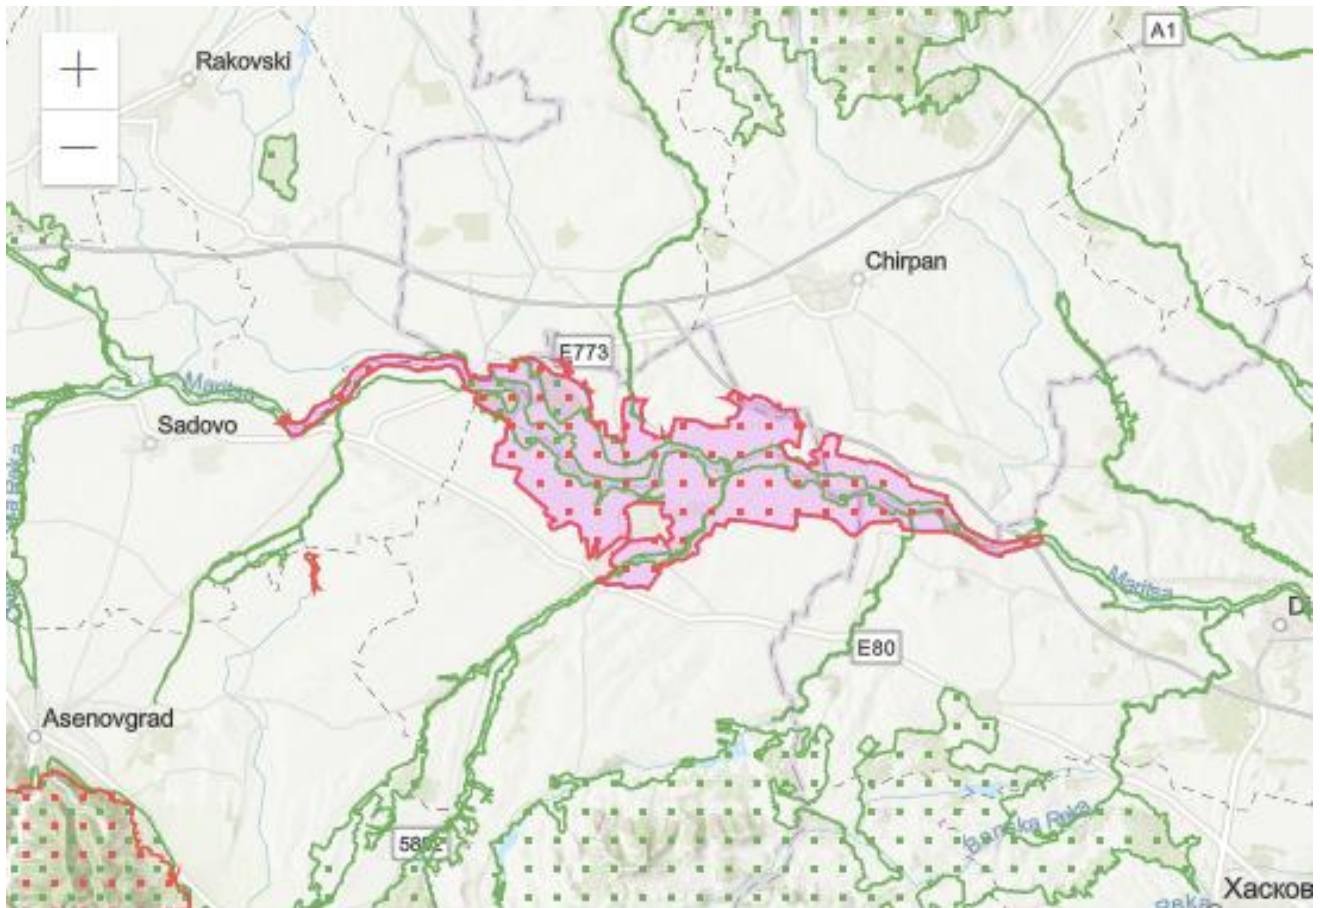 +
A1
Rakovski
−
Chirpan
E773
Maritsa
Sadovo
Maritsa
E80
Asenovgrad
Banska Reka
Хасков